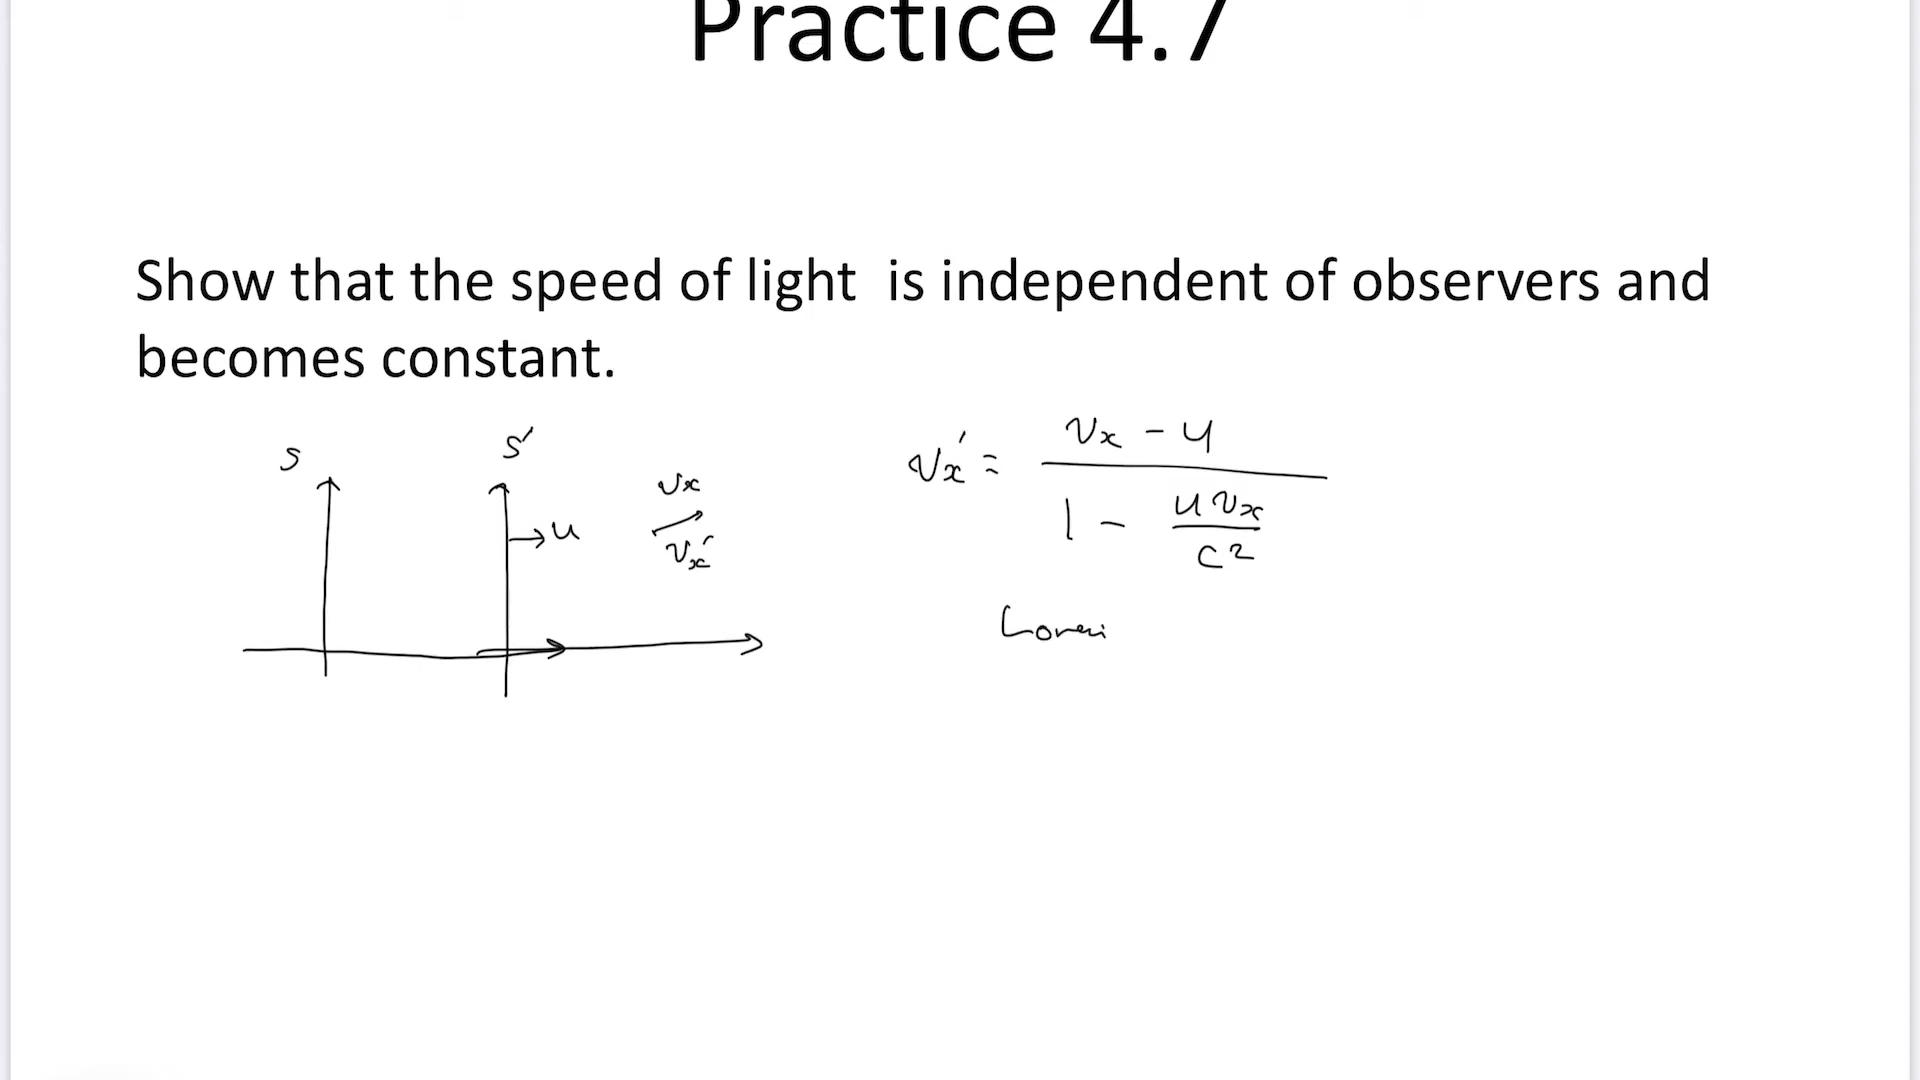 Practice 4.7
Show that the speed of light is independent of observers and
becomes constant.
S
S'
u
vx
vx'
vx' = vx - u
1 - u vx
c2